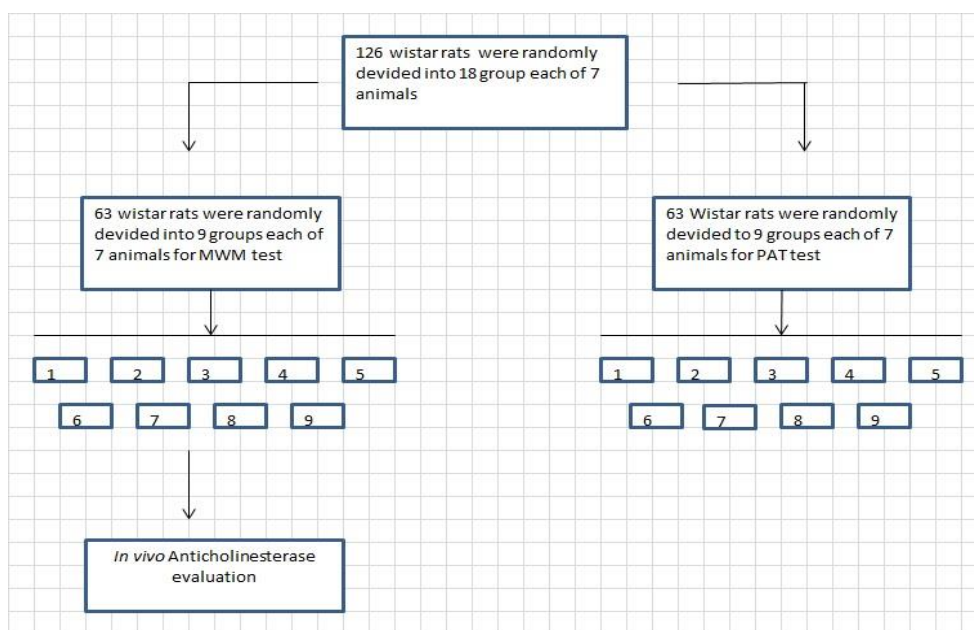 126 wistar rats were randomly
devided into 18 group each of 7
animals
63 wistar rats were randomly
devided into 9 groups each of
7 animals for MWM test
63 Wistar rats were randomly
devided to 9 groups each of 7
animals for PAT test
1 2 3 4 5
6 7 8 9
1 2 3 4 5
6 7 8 9
In vivo Anticholinesterase
evaluation